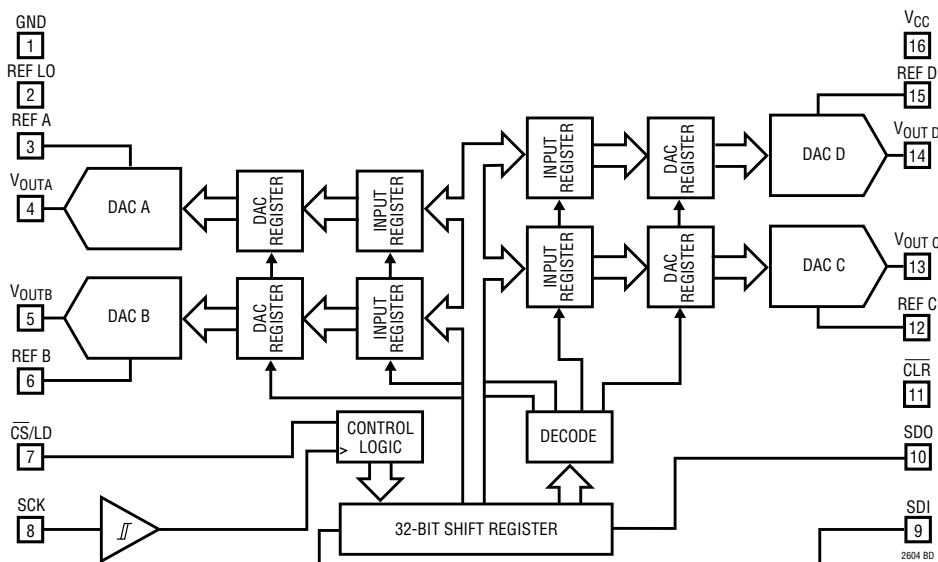 GND
1
REF LO
2
REF A
3
VOUTA
4
VOUTB
5
REF B
6
CS/LD
7
SCK
8
DAC A
DAC B
DAC REGISTER
INPUT REGISTER
DAC REGISTER
INPUT REGISTER
CONTROL
LOGIC
>
32-BIT SHIFT REGISTER
DECODE
INPUT REGISTER
DAC REGISTER
INPUT REGISTER
DAC REGISTER
DAC D
DAC C
VCC
16
REF D
15
VOUT D
14
VOUT C
13
REF C
12
CLR
11
SDO
10
SDI
9
2604 BD